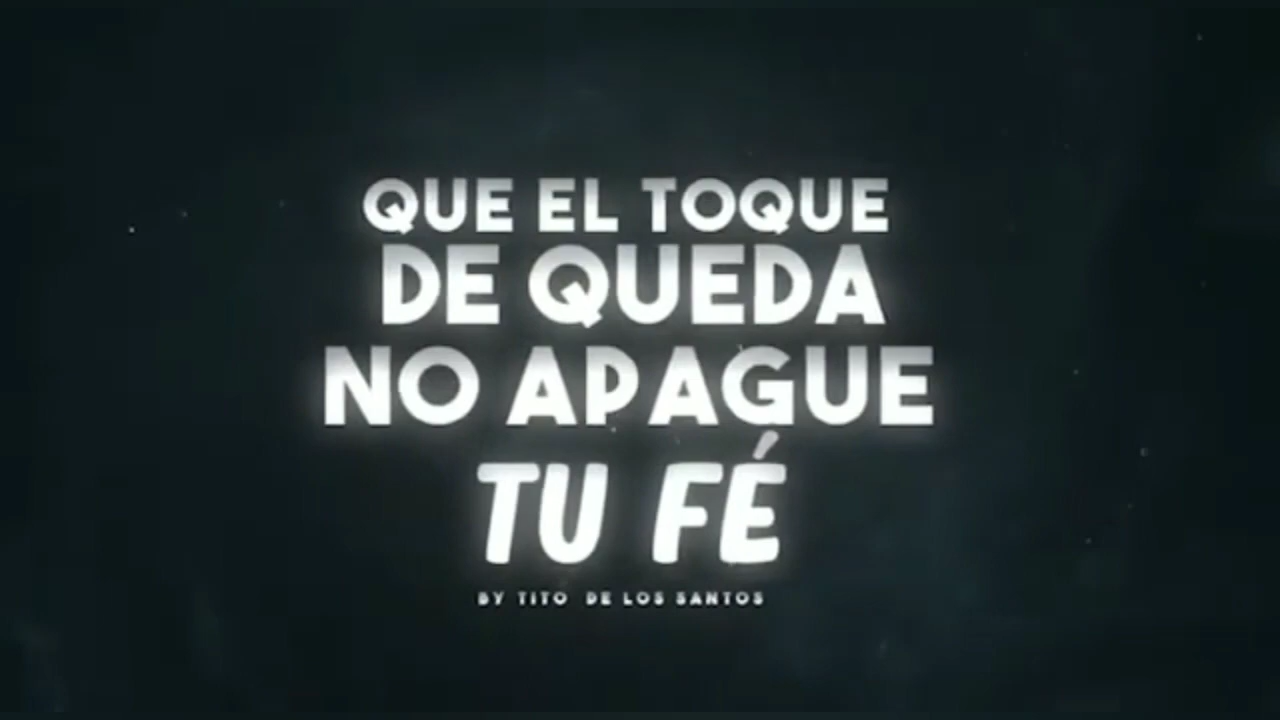 QUE EL TOQUE
DE QUEDA
NO APAGUE
TU FÉ
BY TITO DE LOS SANTOS